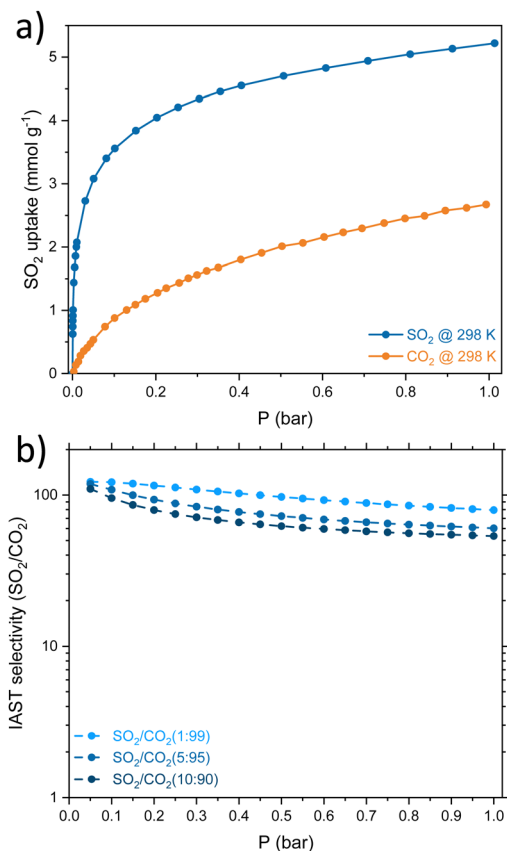 a)
5
4
3
2
1
0
SO₂ uptake (mmol g⁻¹)
SO₂ @ 298 K
CO₂ @ 298 K
0.0 0.2 0.4 0.6 0.8 1.0
P (bar)
b)
100
10
1
IAST selectivity (SO₂/CO₂)
SO₂/CO₂(1:99)
SO₂/CO₂(5:95)
SO₂/CO₂(10:90)
0.0 0.1 0.2 0.3 0.4 0.5 0.6 0.7 0.8 0.9 1.0
P (bar)